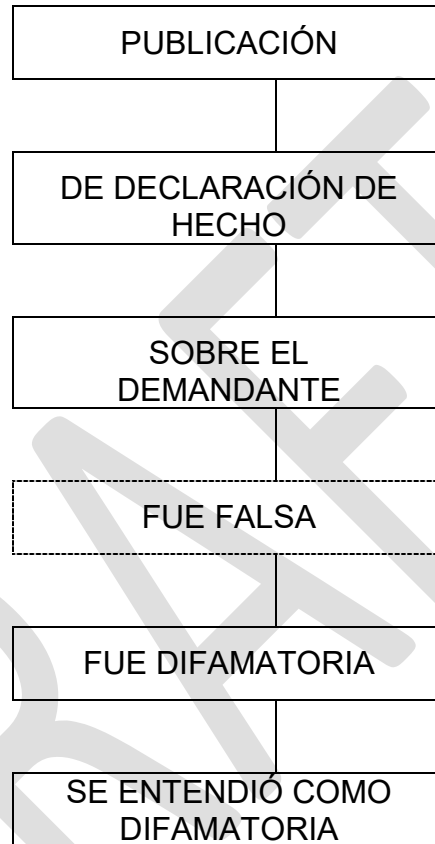 PUBLICACIÓN
DE DECLARACIÓN DE
HECHO
SOBRE EL
DEMANDANTE
FUE FALSA
FUE DIFAMATORIA
SE ENTENDIÓ COMO
DIFAMATORIA